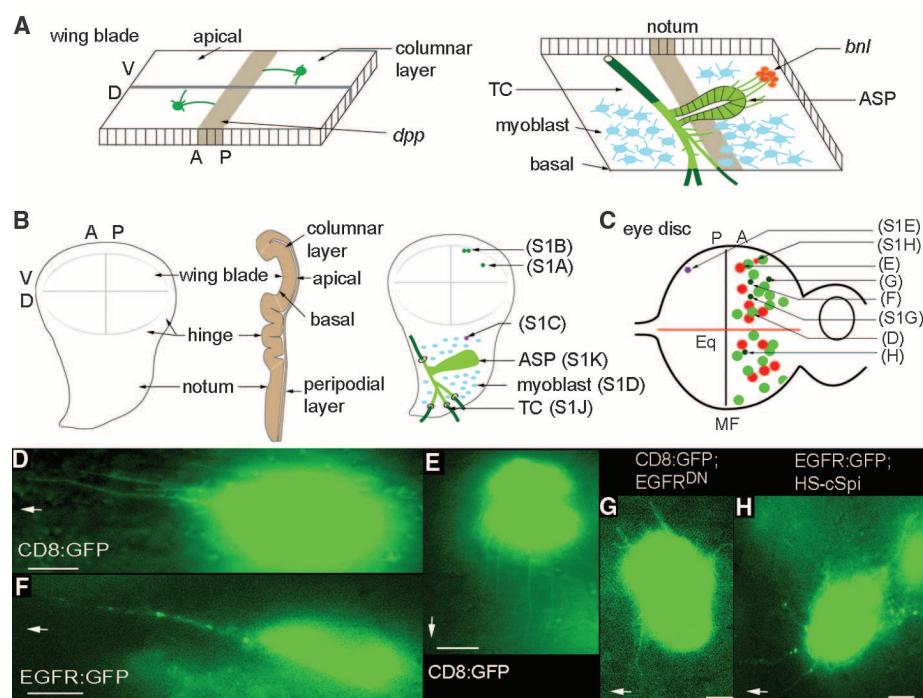 A
wing blade
apical
columnar
layer
V
D
A
P
dpp
notum
bnl
TC
ASP
myoblast
basal
B
A
P
V
D
wing blade
hinge
notum
columnar
layer
apical
basal
peripodial
layer
(S1B)
(S1A)
(S1C)
ASP (S1K)
myoblast (S1D)
TC (S1J)
C
eye disc
P
A
Eq
MF
(S1E)
(S1H)
(E)
(G)
(F)
(S1G)
(D)
(H)
D
CD8:GFP
E
CD8:GFP
F
EGFR:GFP
CD8:GFP;
EGFRDN
G
EGFR:GFP;
HS-cSpi
H